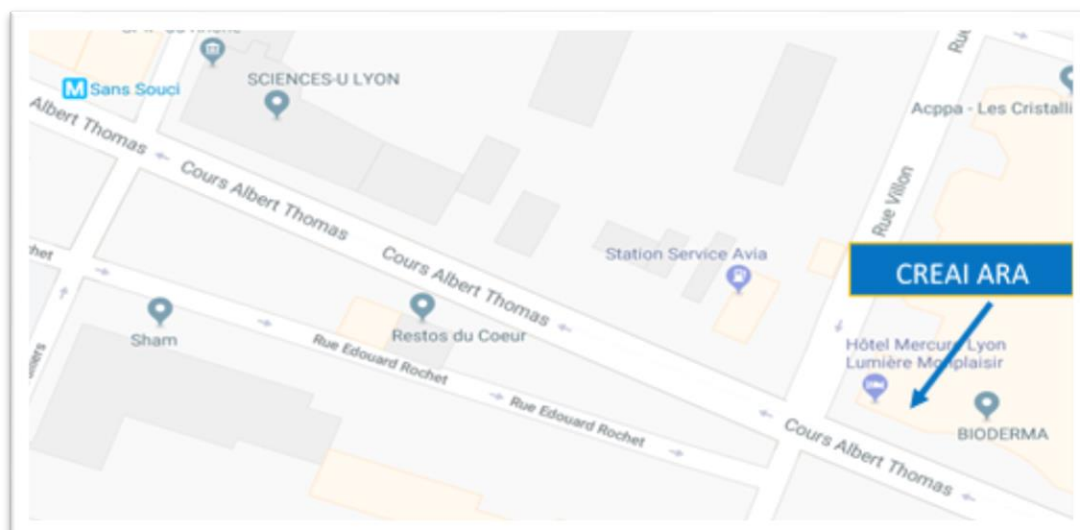 SCIENCES-U LYON
Sans Souci
Albert Thomas
Cours Albert Thomas
Cours Albert Thomas
Acppa - Les Cristalli
Rue Villon
Station Service Avia
CREAI ARA
Sham
Restos du Coeur
Rue Edouard Rochet
Rue Edouard Rochet
Hôtel Mercure Lyon
Lumière Monplaisir
BIODERMA
Cours Albert Thomas